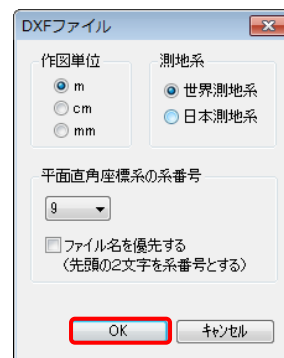 DXFファイル
作図単位
m
cm
mm
測地系
世界測地系
日本測地系
平面直角座標系の系番号
9
ファイル名を優先する
(先頭の2文字を系番号とする)
OK
キャンセル